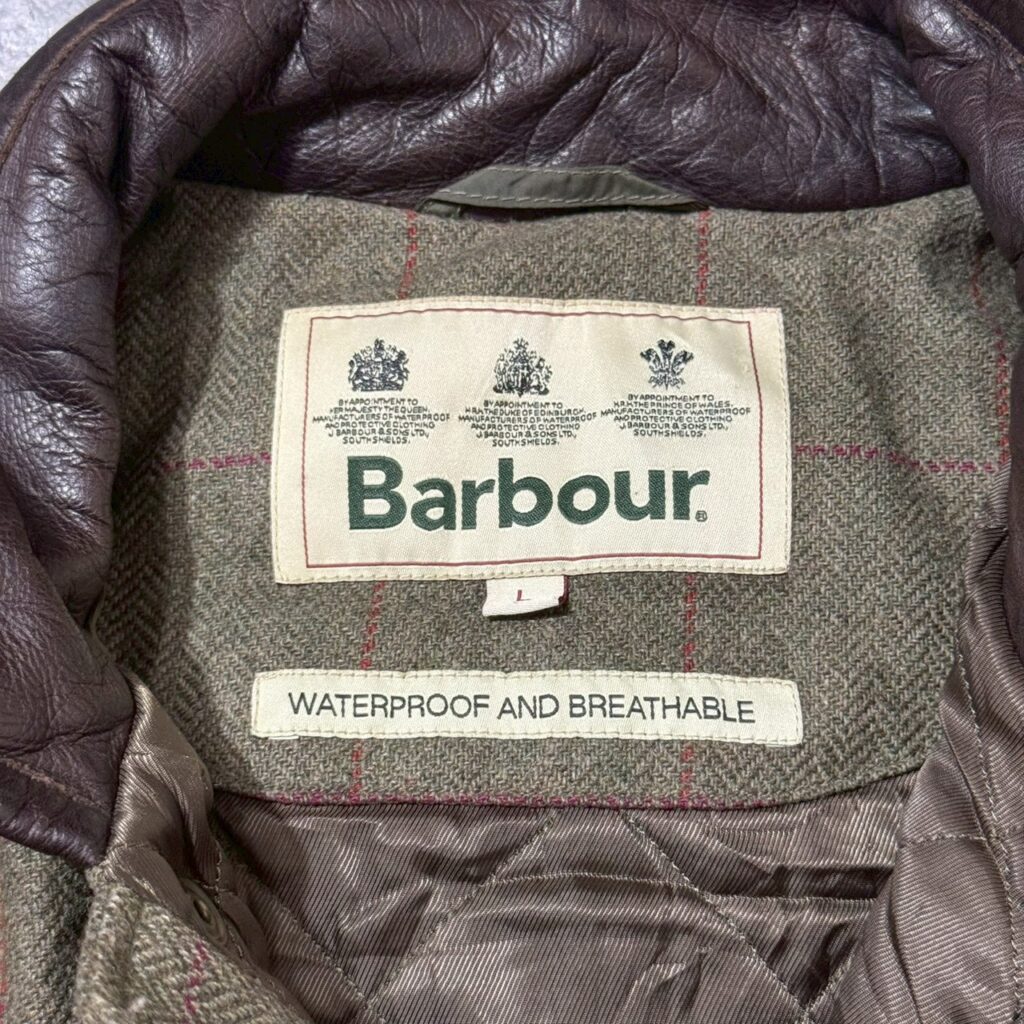 BY APPOINTMENT TO
HER MAJESTY THE QUEEN.
MANUFACTURERS OF WATERPROOF
AND PROTECTIVE CLOTHING
J. BARBOUR & SONS LTD.,
SOUTH SHIELDS.
BY APPOINTMENT TO
H.R.H. THE DUKE OF EDINBURGH.
MANUFACTURERS OF WATERPROOF
AND PROTECTIVE CLOTHING
J. BARBOUR & SONS LTD.,
SOUTH SHIELDS.
BY APPOINTMENT TO
H.R.H. THE PRINCE OF WALES.
MANUFACTURERS OF WATERPROOF
AND PROTECTIVE CLOTHING
J. BARBOUR & SONS LTD.,
SOUTH SHIELDS.
Barbour®
L
WATERPROOF AND BREATHABLE